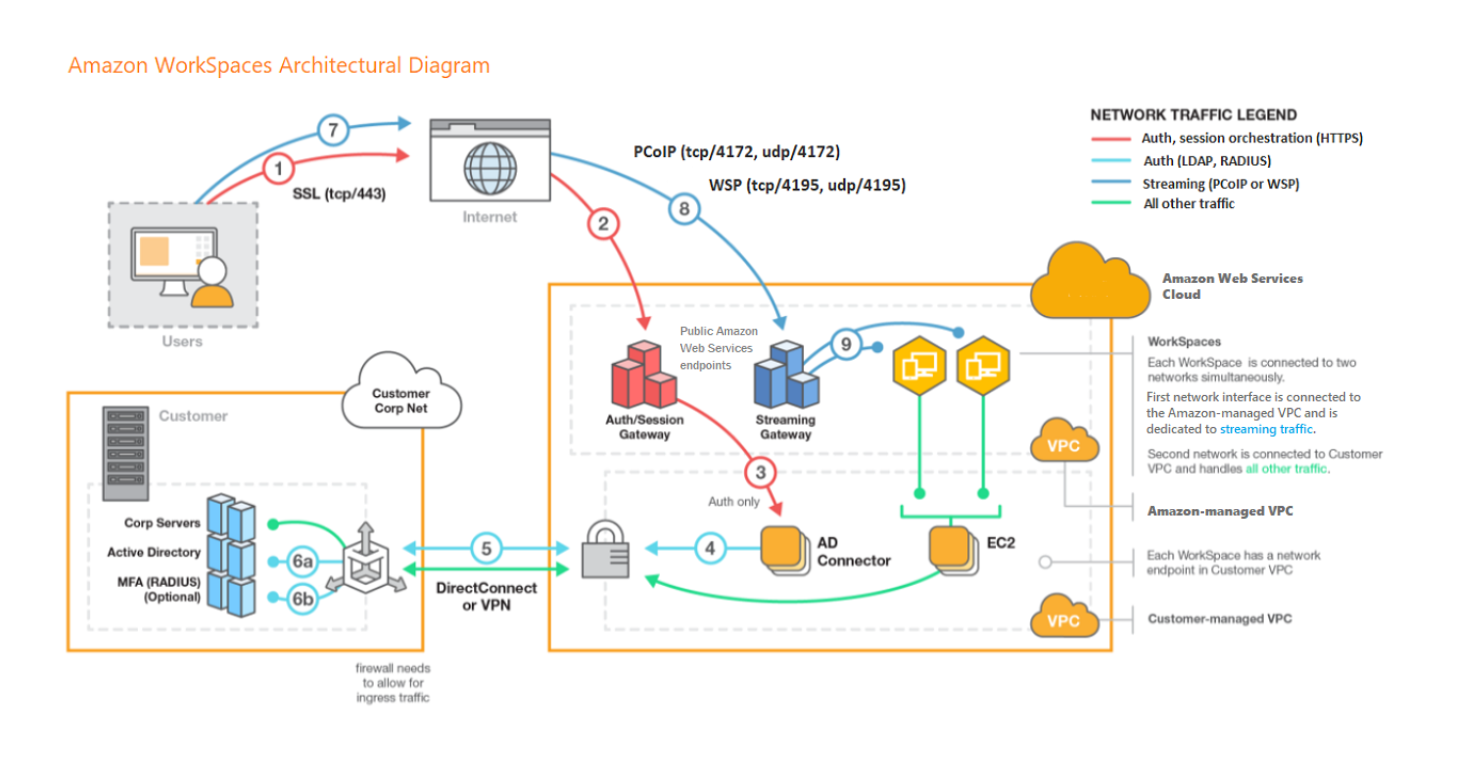 Amazon WorkSpaces Architectural Diagram
NETWORK TRAFFIC LEGEND
Auth, session orchestration (HTTPS)
Auth (LDAP, RADIUS)
Streaming (PCoIP or WSP)
All other traffic
7
1
SSL (tcp/443)
Internet
PCoIP (tcp/4172, udp/4172)
WSP (tcp/4195, udp/4195)
8
2
Users
Amazon Web Services
Cloud
Public Amazon
Web Services
endpoints
9
Auth/Session
Gateway
Streaming
Gateway
WorkSpaces
Each WorkSpace is connected to two
networks simultaneously.
First network interface is connected to
the Amazon-managed VPC and is
dedicated to streaming traffic.
Second network is connected to Customer
VPC and handles all other traffic.
VPC
Amazon-managed VPC
Customer
Corp Net
Customer
3
Auth only
Corp Servers
Active Directory
MFA (RADIUS)
(Optional)
6a
6b
5
DirectConnect
or VPN
4
AD
Connector
EC2
Each WorkSpace has a network
endpoint in Customer VPC
VPC
Customer-managed VPC
firewall needs
to allow for
ingress traffic